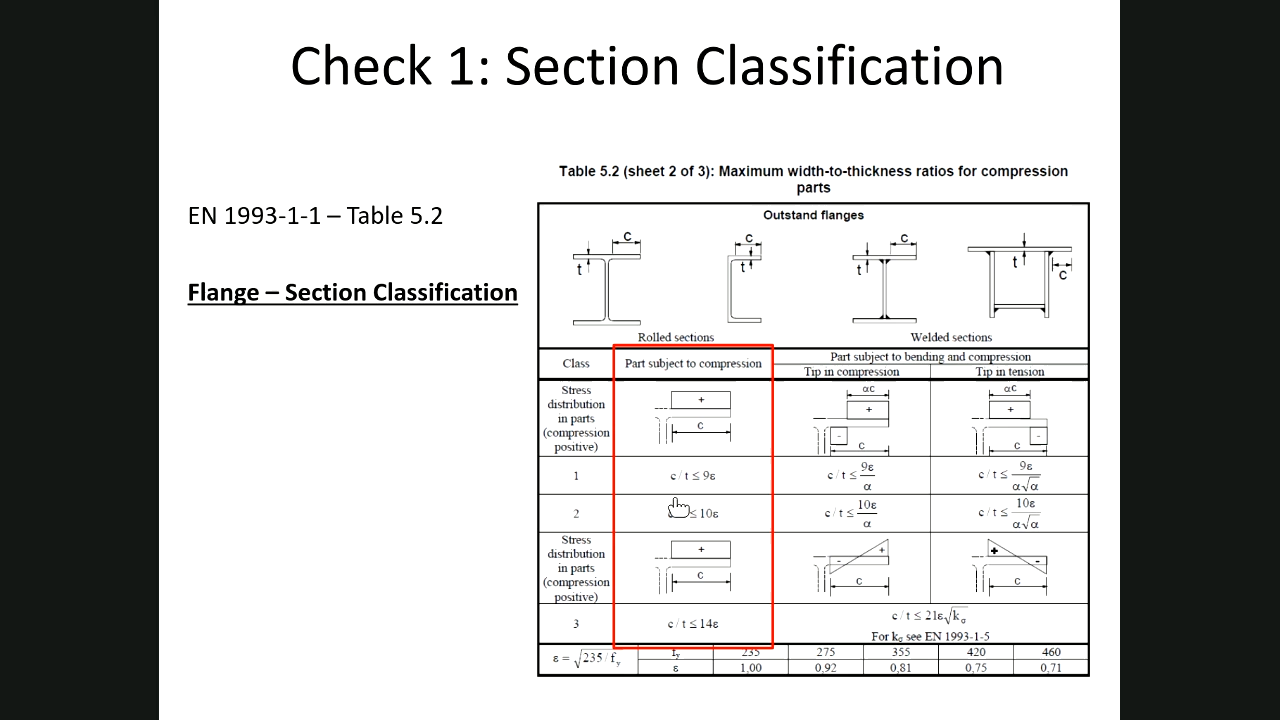 Check 1: Section Classification
EN 1993-1-1 – Table 5.2
Flange – Section Classification
Table 5.2 (sheet 2 of 3): Maximum width-to-thickness ratios for compression
parts
Outstand flanges
c
t
c
t
c
t
t
c
Rolled sections
Welded sections
Class
Part subject to compression
Part subject to bending and compression
Tip in compression
Tip in tension
Stress
distribution
in parts
(compression
positive)
+
c
αc
+
-
c
αc
+
-
c
1
c / t ≤ 9ε
c / t ≤ 9ε/α
c / t ≤ 9ε/(α√α)
2
≤ 10ε
c / t ≤ 10ε/α
c / t ≤ 10ε/(α√α)
Stress
distribution
in parts
(compression
positive)
+
c
+
-
c
+
-
c
3
c / t ≤ 14ε
c / t ≤ 21ε√kσ
For kσ see EN 1993-1-5
ε = √235 / fy
fy 235 275 355 420 460
ε 1,00 0,92 0,81 0,75 0,71